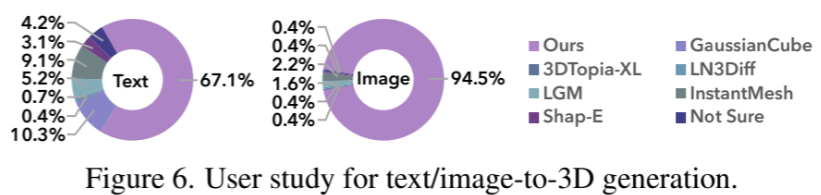 4.2%
3.1%
9.1%
5.2%
0.7%
0.4%
10.3%
Text
67.1%
0.4%
0.4%
2.2%
1.6%
0.4%
0.4%
Image
94.5%
Ours GaussianCube
3DTopia-XL LN3Diff
LGM InstantMesh
Shap-E Not Sure
Figure 6. User study for text/image-to-3D generation.